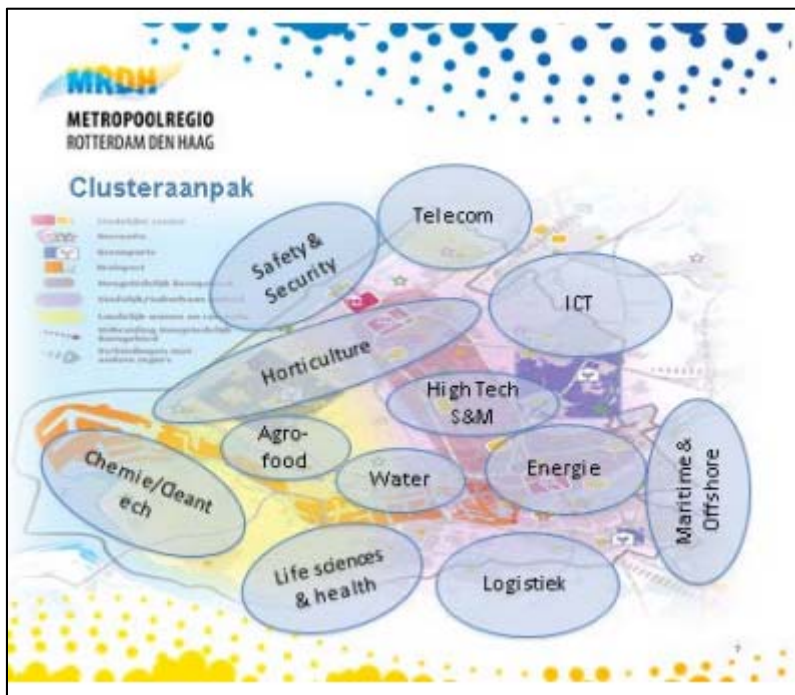 MRDH
METROPOOLREGIO
ROTTERDAM DEN HAAG
Clusteraanpak
Telecom
Safety &
Security
ICT
Horticulture
High Tech
S&M
Agro-
food
Energie
Maritime &
Offshore
Chemie/Cleant
ech
Water
Life sciences
& health
Logistiek